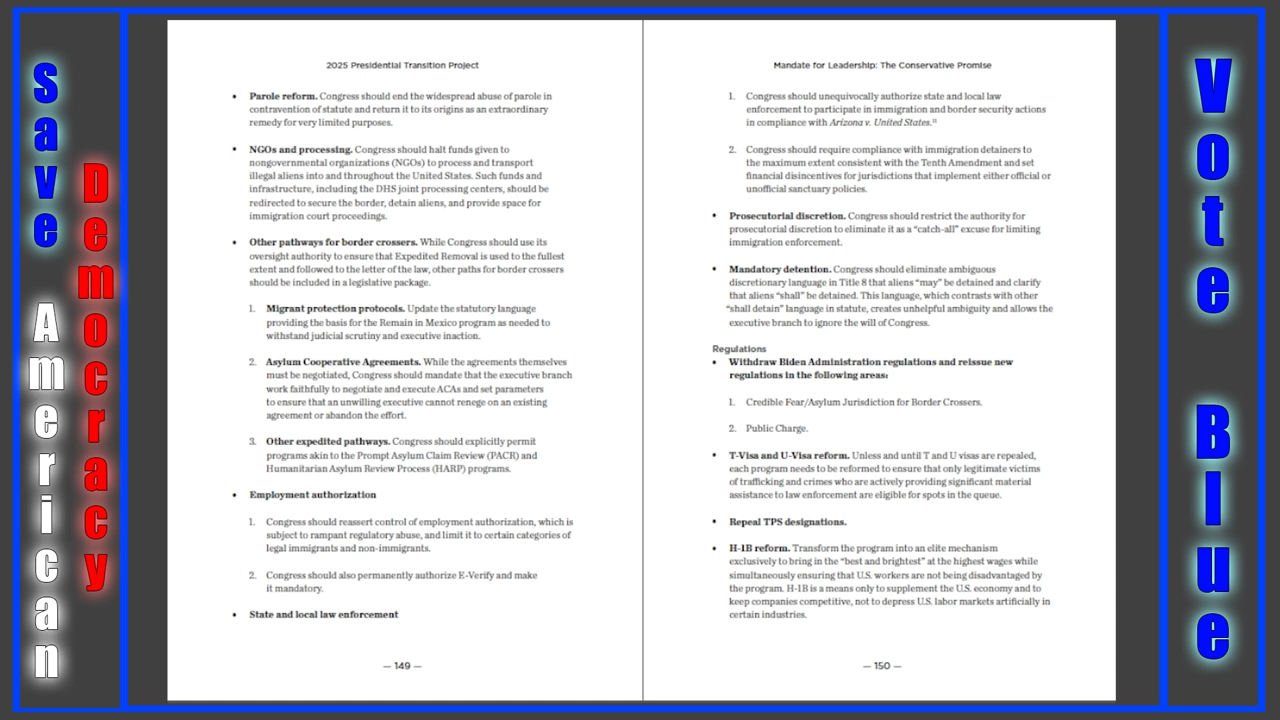 Save
American
Democracy
2025 Presidential Transition Project
• Parole reform. Congress should end the widespread abuse of parole in
contravention of statute and return it to its origins as an extraordinary
remedy for very limited purposes.
• NGOs and processing. Congress should halt funds given to
nongovernmental organizations (NGOs) to process and transport
illegal aliens into and throughout the United States. Such funds and
infrastructure, including the DHS joint processing centers, should be
redirected to secure the border, detain aliens, and provide space for
immigration court proceedings.
• Other pathways for border crossers. While Congress should use its
oversight authority to ensure that Expedited Removal is used to the fullest
extent and followed to the letter of the law, other paths for border crossers
should be included in a legislative package.
1. Migrant protection protocols. Update the statutory language
providing the basis for the Remain in Mexico program as needed to
withstand judicial scrutiny and executive inaction.
2. Asylum Cooperative Agreements. While the agreements themselves
must be negotiated, Congress should mandate that the executive branch
work faithfully to negotiate and execute ACAs and set parameters
to ensure that an unwilling executive cannot renege on an existing
agreement or abandon the effort.
3. Other expedited pathways. Congress should explicitly permit
programs akin to the Prompt Asylum Claim Review (PACR) and
Humanitarian Asylum Review Process (HARP) programs.
• Employment authorization
1. Congress should reassert control of employment authorization, which is
subject to rampant regulatory abuse, and limit it to certain categories of
legal immigrants and non-immigrants.
2. Congress should also permanently authorize E-Verify and make
it mandatory.
• State and local law enforcement
— 149 —
Mandate for Leadership: The Conservative Promise
1. Congress should unequivocally authorize state and local law
enforcement to participate in immigration and border security actions
in compliance with Arizona v. United States.
2. Congress should require compliance with immigration detainers to
the maximum extent consistent with the Tenth Amendment and set
financial disincentives for jurisdictions that implement either official or
unofficial sanctuary policies.
• Prosecutorial discretion. Congress should restrict the authority for
prosecutorial discretion to eliminate it as a “catch-all” excuse for limiting
immigration enforcement.
• Mandatory detention. Congress should eliminate ambiguous
discretionary language in Title 8 that aliens “may” be detained and clarify
that aliens “shall” be detained. This language, which contrasts with other
“shall detain” language in statute, creates unhelpful ambiguity and allows the
executive branch to ignore the will of Congress.
Regulations
• Withdraw Biden Administration regulations and reissue new
regulations in the following areas:
1. Credible Fear/Asylum Jurisdiction for Border Crossers.
2. Public Charge.
• T-Visa and U-Visa reform. Unless and until T and U visas are repealed,
each program needs to be reformed to ensure that only legitimate victims
of trafficking and crimes who are actively providing significant material
assistance to law enforcement are eligible for spots in the queue.
• Repeal TPS designations.
• H-1B reform. Transform the program into an elite mechanism
exclusively to bring in the “best and brightest” at the highest wages while
simultaneously ensuring that U.S. workers are not being disadvantaged by
the program. H-1B is a means only to supplement the U.S. economy and to
keep companies competitive, not to depress U.S. labor markets artificially in
certain industries.
— 150 —
Vote
Blue